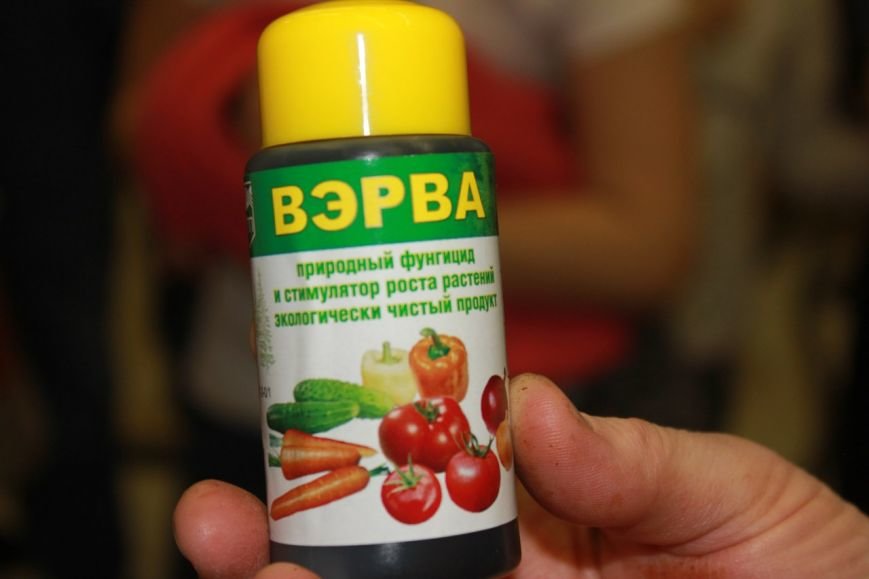 ВЭРВА
природный фунгицид
и стимулятор роста растений
экологически чистый продукт